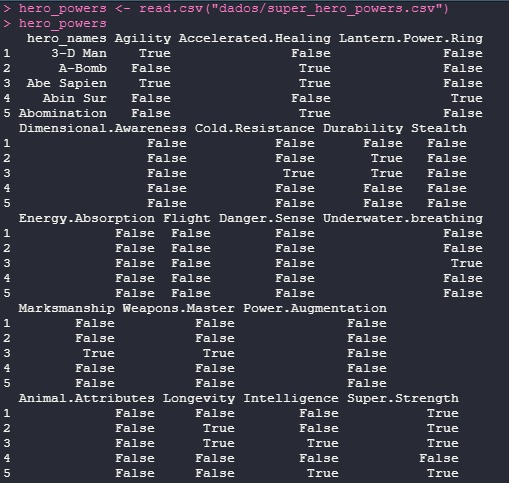 > hero_powers <- read.csv("dados/super_hero_powers.csv")
> hero_powers
hero_names Agility Accelerated.Healing Lantern.Power.Ring
1 3-D Man True False False
2 A-Bomb False True False
3 Abe Sapien True True False
4 Abin Sur False False True
5 Abomination False True False
Dimensional.Awareness Cold.Resistance Durability Stealth
1 False False False False
2 False False True False
3 False True True False
4 False False False False
5 False False False False
Energy.Absorption Flight Danger.Sense Underwater.breathing
1 False False False False
2 False False False False
3 False False False True
4 False False False False
5 False False False False
Marksmanship Weapons.Master Power.Augmentation
1 False False False
2 False False False
3 True True False
4 False False False
5 False False False
Animal.Attributes Longevity Intelligence Super.Strength
1 False False False True
2 False True False True
3 False True True True
4 False False False False
5 False False True True